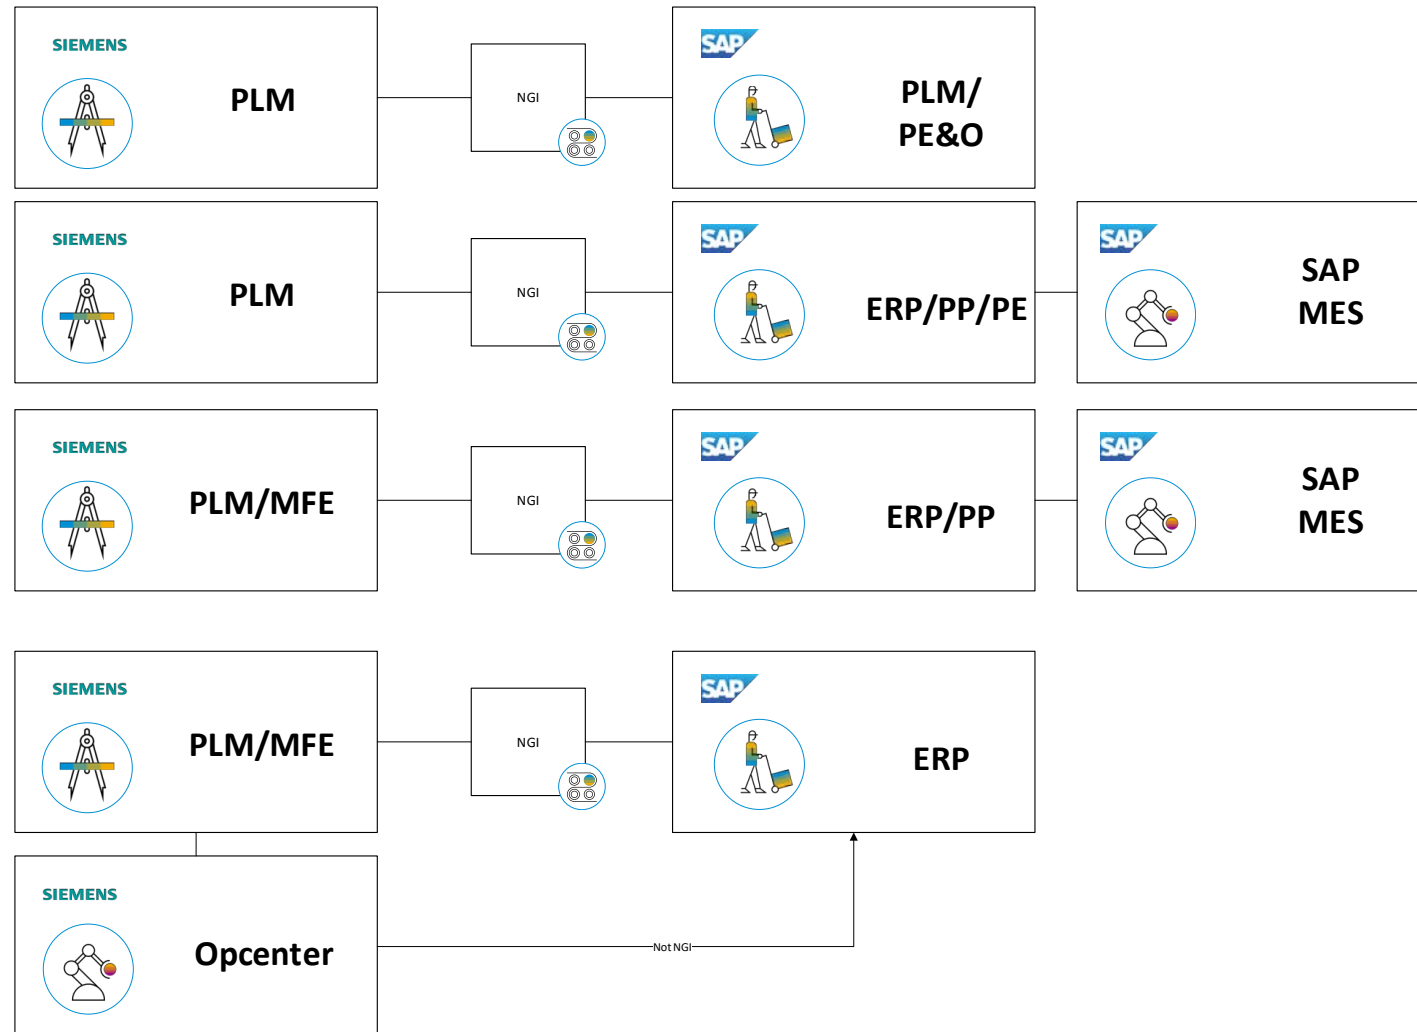 SIEMENS
PLM
NGI
SAP
PLM/
PE&O
SIEMENS
PLM
NGI
SAP
ERP/PP/PE
SAP
SAP
MES
SIEMENS
PLM/MFE
NGI
SAP
ERP/PP
SAP
SAP
MES
SIEMENS
PLM/MFE
NGI
SAP
ERP
SIEMENS
Opcenter
Not NGI